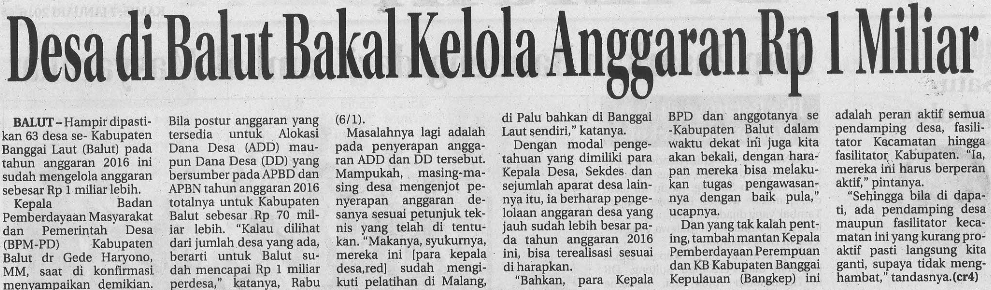 Desa di Balut Bakal Kelola Anggaran Rp 1 Miliar
BALUT – Hampir dipasti-
kan 63 desa se- Kabupaten
Banggai Laut (Balut) pada
tahun anggaran 2016 ini
sudah mengelola anggaran
sebesar Rp 1 miliar lebih.
Kepala Badan
Pemberdayaan Masyarakat
dan Pemerintah Desa
(BPM-PD) Kabupaten
Balut dr Gede Haryono,
MM, saat di konfirmasi
menyampaikan demikian.
Bila postur anggaran yang
tersedia untuk Alokasi
Dana Desa (ADD) mau-
pun Dana Desa (DD) yang
bersumber pada APBD dan
APBN tahun anggaran 2016
totalnya untuk Kabupaten
Balut sebesar Rp 70 mil-
iar lebih. “Kalau dilihat
dari jumlah desa yang ada,
berarti untuk Balut su-
dah mencapai Rp 1 miliar
perdesa,” katanya, Rabu
(6/1).
Masalahnya lagi adalah
pada penyerapan angga-
ran ADD dan DD tersebut.
Mampukah, masing-ma-
sing desa mengenjot pe-
nyerapan anggaran de-
sanya sesuai petunjuk tek-
nis yang telah di tentu-
kan. “Makanya, syukurnya,
mereka ini [para kepala
desa,red] sudah mengi-
kuti pelatihan di Malang,
di Palu bahkan di Banggai
Laut sendiri,” katanya.
Dengan modal penge-
tahuan yang dimiliki para
Kepala Desa, Sekdes dan
sejumlah aparat desa lain-
nya itu, ia berharap penge-
lolaan anggaran desa yang
jauh sudah lebih besar pa-
da tahun anggaran 2016
ini, bisa terealisasi sesuai
di harapkan.
“Bahkan, para Kepala
BPD dan anggotanya se
-Kabupaten Balut dalam
waktu dekat ini juga kita
akan bekali, dengan hara-
pan mereka bisa melaku-
kan tugas pengawasan-
nya dengan baik pula,”
ucapnya.
Dan yang tak kalah pent-
ing, tambah mantan Kepala
Pemberdayaan Perempuan
dan KB Kabupaten Banggai
Kepulauan (Bangkep) ini
adalah peran aktif semua
pendamping desa, fasili-
tator Kecamatan hingga
fasilitator Kabupaten. “Ia,
mereka ini harus berperan
aktif,” pintanya.
“Sehingga bila di dapa-
ti, ada pendamping desa
maupun fasilitator keca-
matan ini yang kurang pro-
aktif pasti langsung kita
ganti, supaya tidak meng-
hambat,” tandasnya.(cr4)